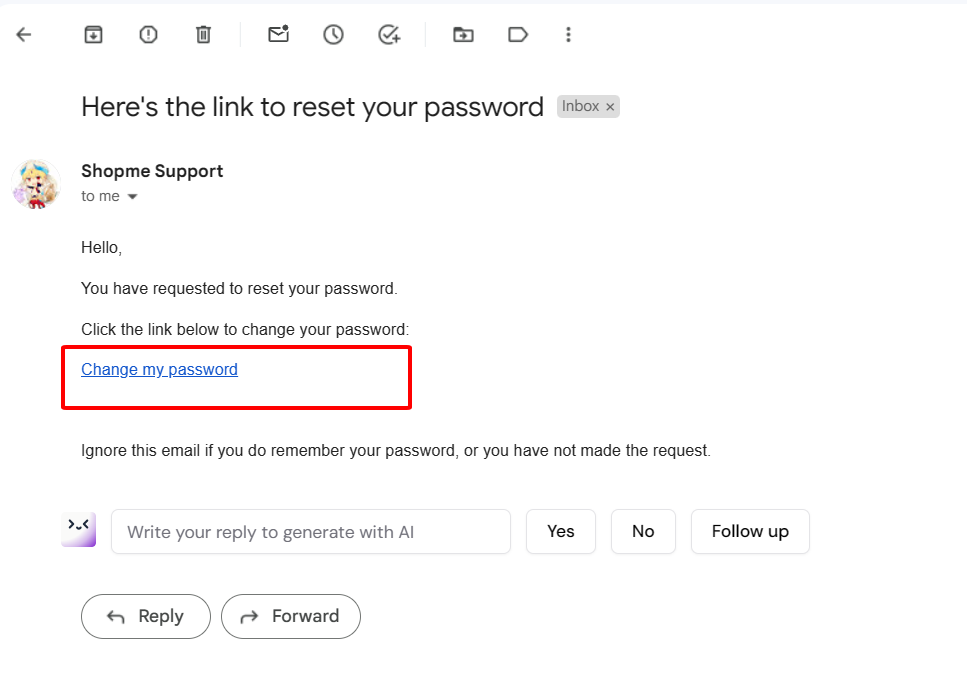 Here's the link to reset your password Inbox ×
Shopme Support
to me
Hello,
You have requested to reset your password.
Click the link below to change your password:
Change my password
Ignore this email if you do remember your password, or you have not made the request.
Write your reply to generate with AI Yes No Follow up
Reply Forward